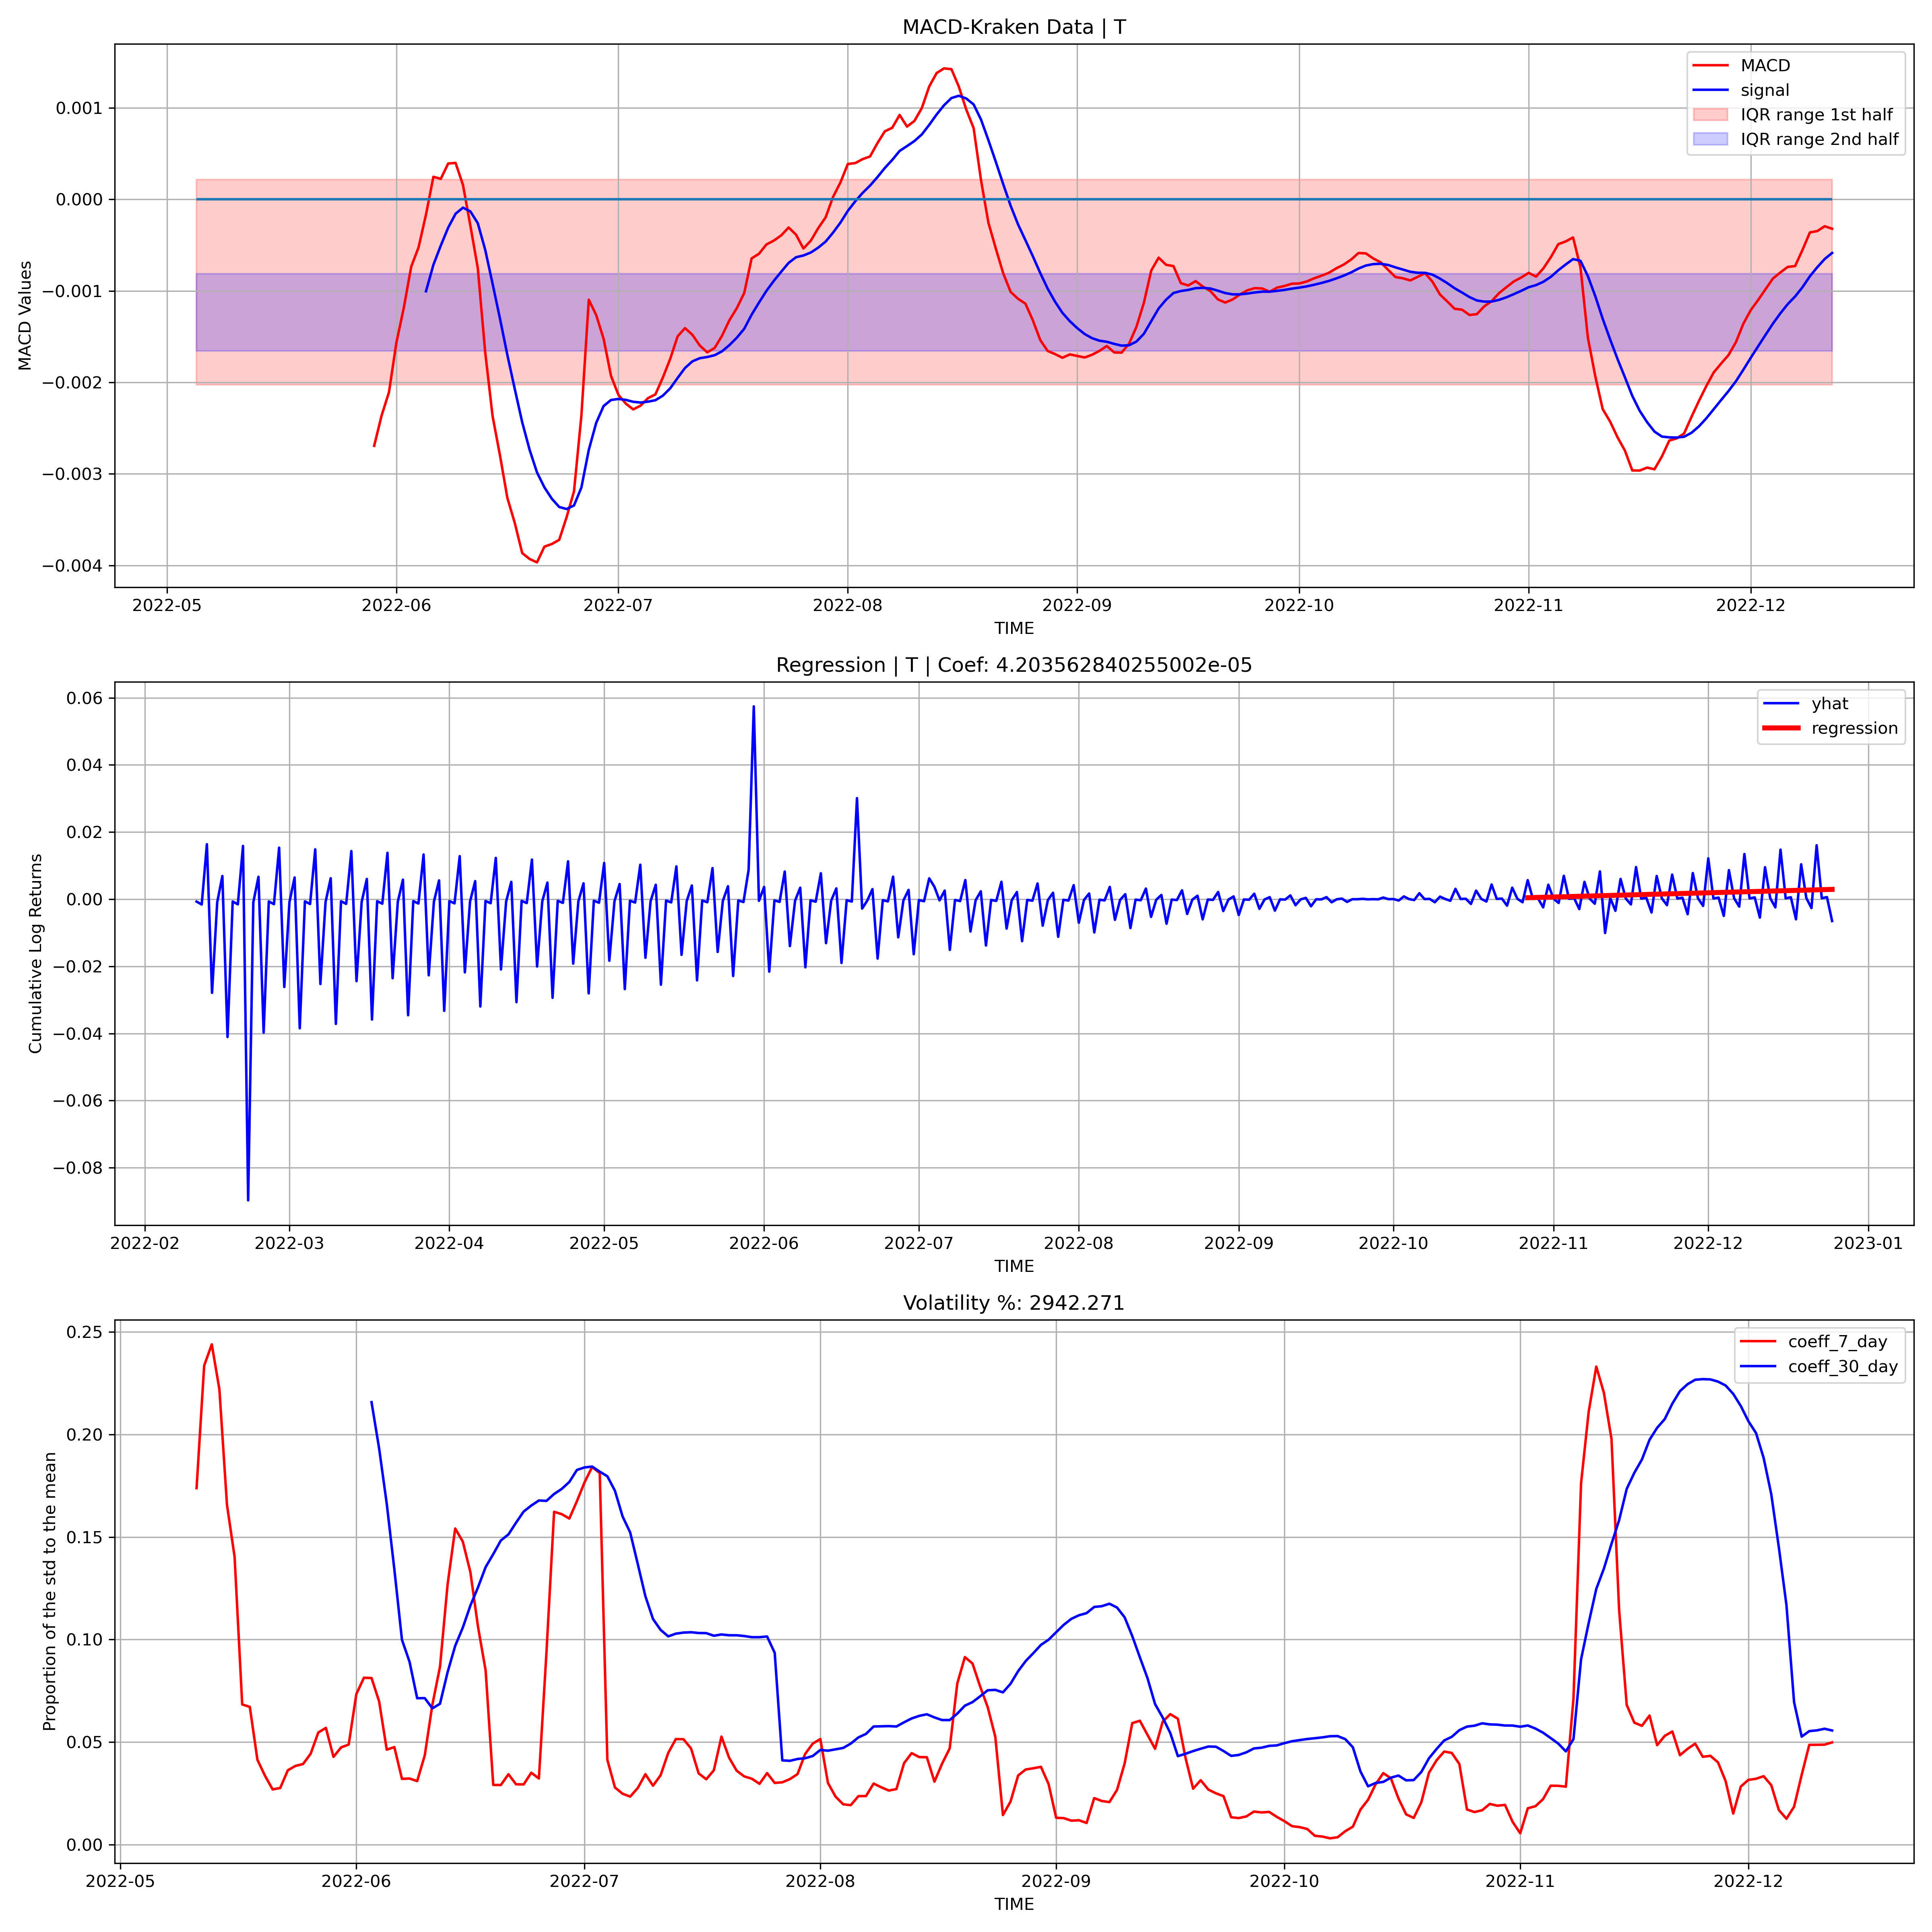 MACD-Kraken Data | T
MACD
signal
IQR range 1st half
IQR range 2nd half
0.001
0.000
−0.001
−0.002
−0.003
−0.004
MACD Values
2022-05 2022-06 2022-07 2022-08 2022-09 2022-10 2022-11 2022-12
TIME
Regression | T | Coef: 4.203562840255002e-05
yhat
regression
0.06
0.04
0.02
0.00
−0.02
−0.04
−0.06
−0.08
Cumulative Log Returns
2022-02 2022-03 2022-04 2022-05 2022-06 2022-07 2022-08 2022-09 2022-10 2022-11 2022-12 2023-01
TIME
Volatility %: 2942.271
coeff_7_day
coeff_30_day
0.25
0.20
0.15
0.10
0.05
0.00
Proportion of the std to the mean
2022-05 2022-06 2022-07 2022-08 2022-09 2022-10 2022-11 2022-12
TIME